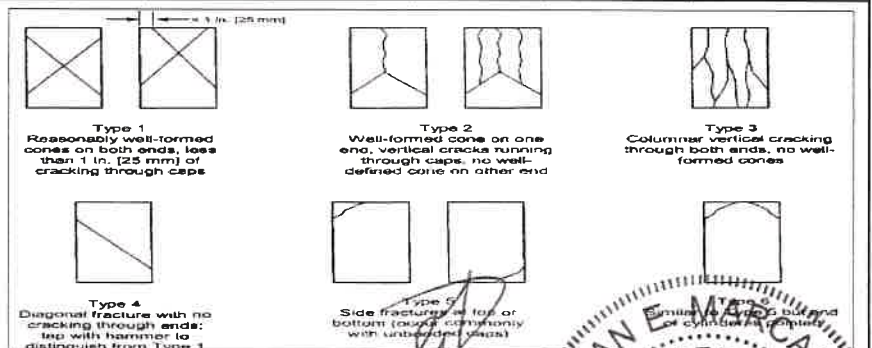 < 1 in. [25 mm]
Type 1
Reasonably well-formed
cones on both ends, less
than 1 in. [25 mm] of
cracking through caps
Type 2
Well-formed cone on one
end, vertical cracks running
through caps, no well-
defined cone on other end
Type 3
Columnar vertical cracking
through both ends, no well-
formed cones
Type 4
Diagonal fracture with no
cracking through ends;
tap with hammer to
distinguish from Type 1
Type 5
Side fractures at top or
bottom (occur commonly
with unbonded caps)
Type 6
Similar to Type 5 but end
of cylinder is pointed
AN E. MARCA